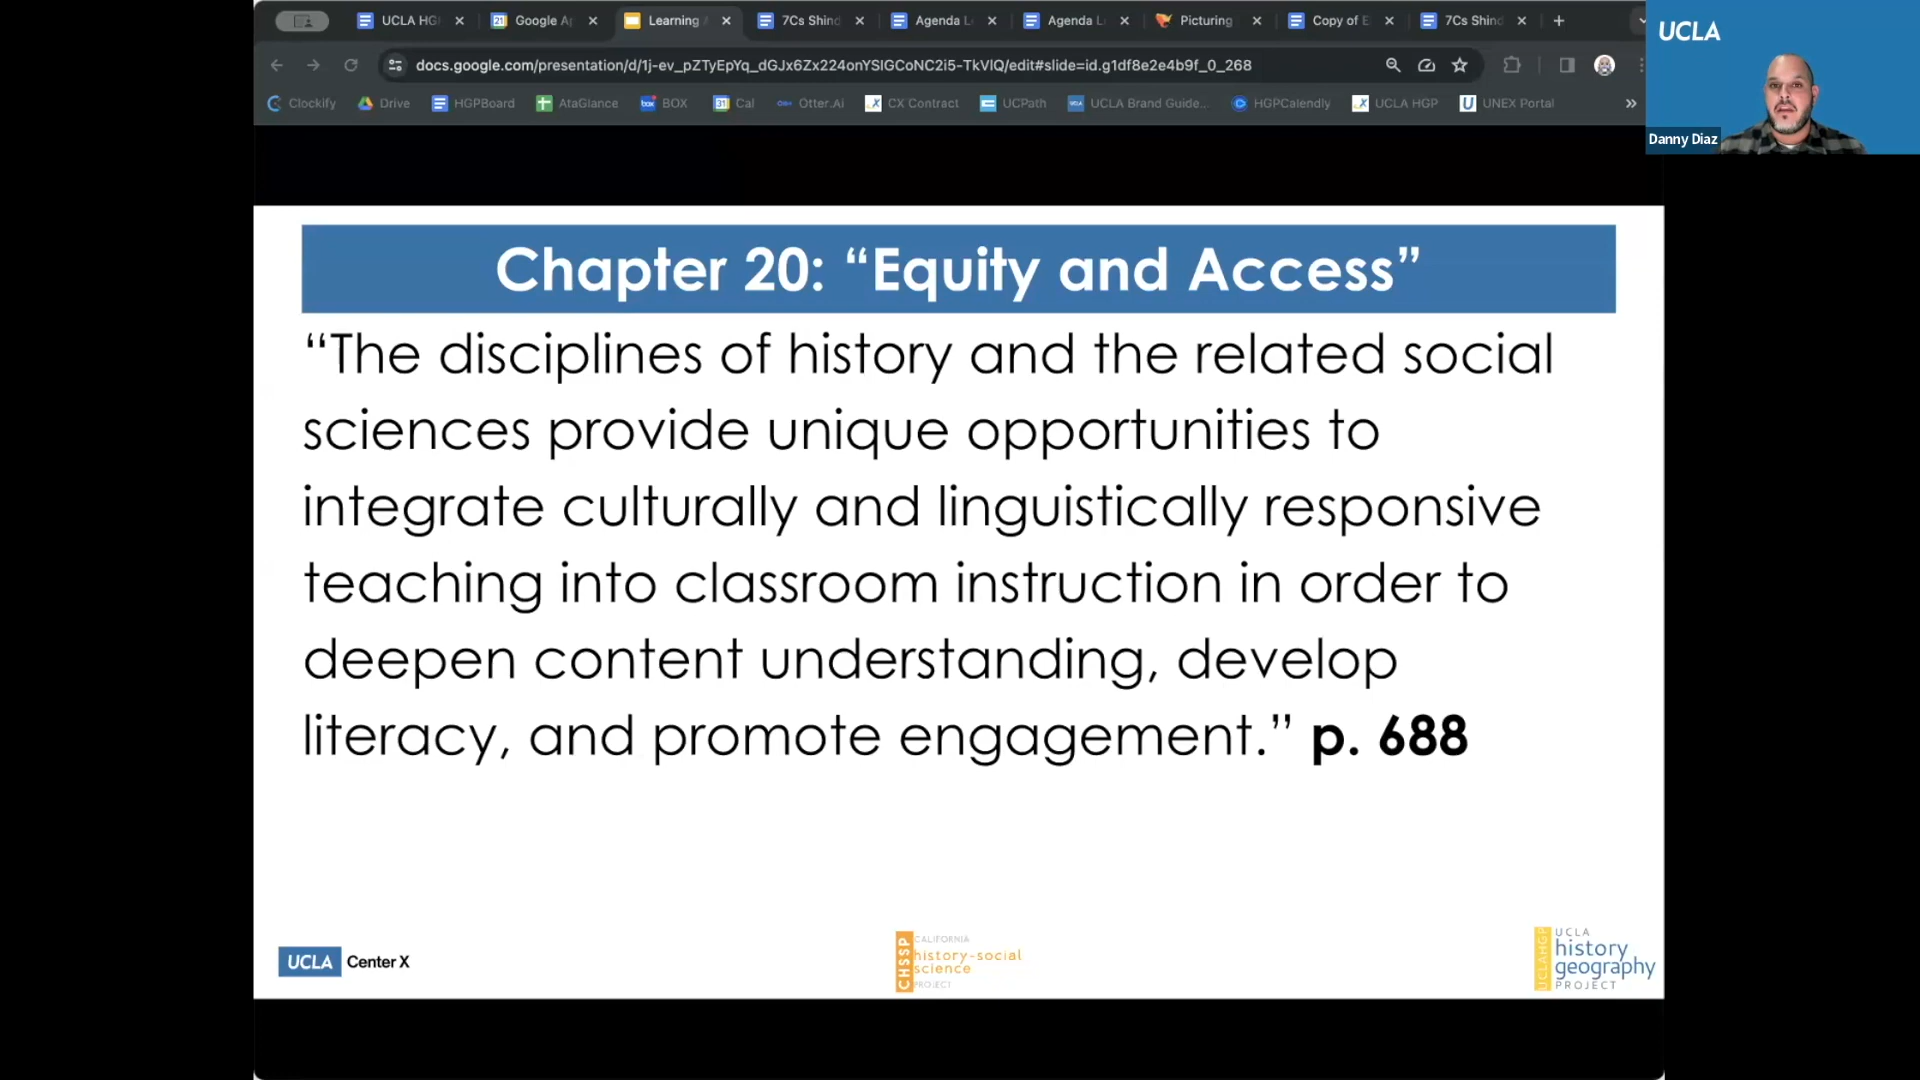 UCLA HG
Google Ap
Learning
7Cs Shind
Agenda L
Agenda L
Picturing
Copy of E
7Cs Shind
docs.google.com/presentation/d/1j-ev_pZTyEpYq_dGJx6Zx224onYSIGCoNC2i5-TkVIQ/edit#slide=id.g1df8e2e4b9f_0_268
Clockify
Drive
HGPBoard
AtaGlance
BOX
Cal
Otter.Ai
CX Contract
UCPath
UCLA Brand Guide...
HGPCalendly
UCLA HGP
UNEX Portal
UCLA
Danny Diaz
Chapter 20: “Equity and Access”
“The disciplines of history and the related social
sciences provide unique opportunities to
integrate culturally and linguistically responsive
teaching into classroom instruction in order to
deepen content understanding, develop
literacy, and promote engagement.” p. 688
UCLA Center X
CHSSP
CALIFORNIA
history-social
science
PROJECT
UCLAHGP
UCLA
history
geography
PROJECT